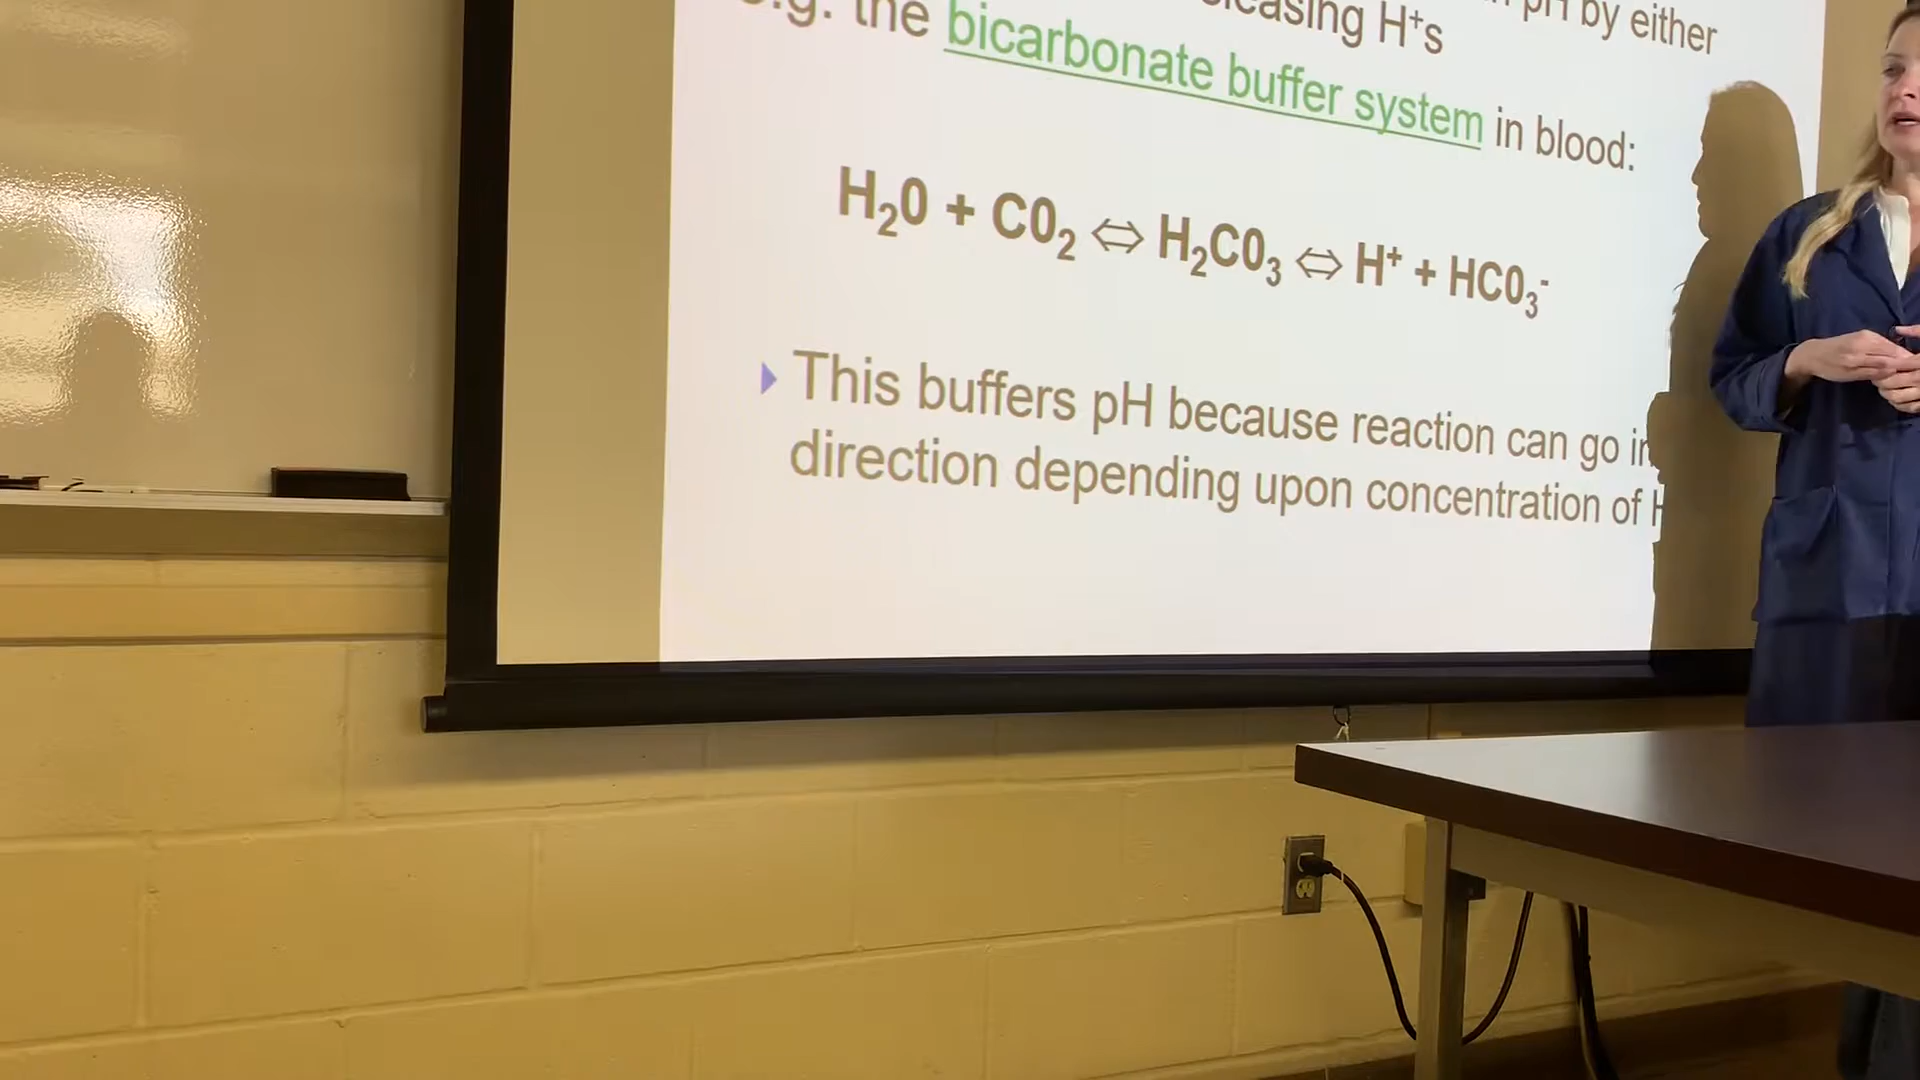 pH by either
H⁺s
the bicarbonate buffer system in blood:
H₂0 + C0₂ ⇔ H₂C0₃ ⇔ H⁺ + HC0₃⁻
This buffers pH because reaction can go in
direction depending upon concentration of H